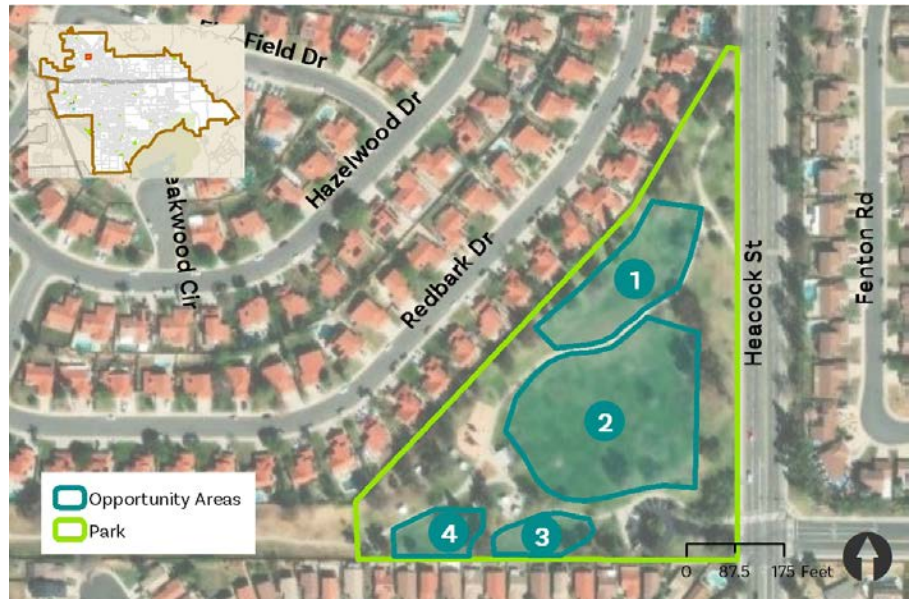 Field Dr
Hazelwood Dr
eakwood Cir
Redbark Dr
Heacock St
Fenton Rd
1
2
3
4
Opportunity Areas
Park
0 87.5 175 Feet